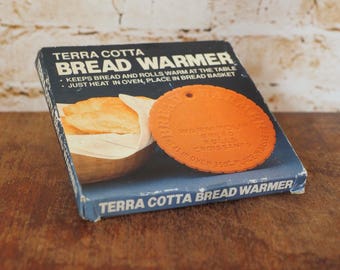 TERRA COTTA
BREAD WARMER
• KEEPS BREAD AND ROLLS WARM AT THE TABLE
• JUST HEAT IN OVEN, PLACE IN BREAD BASKET
TERRA COTTA BREAD WARMER